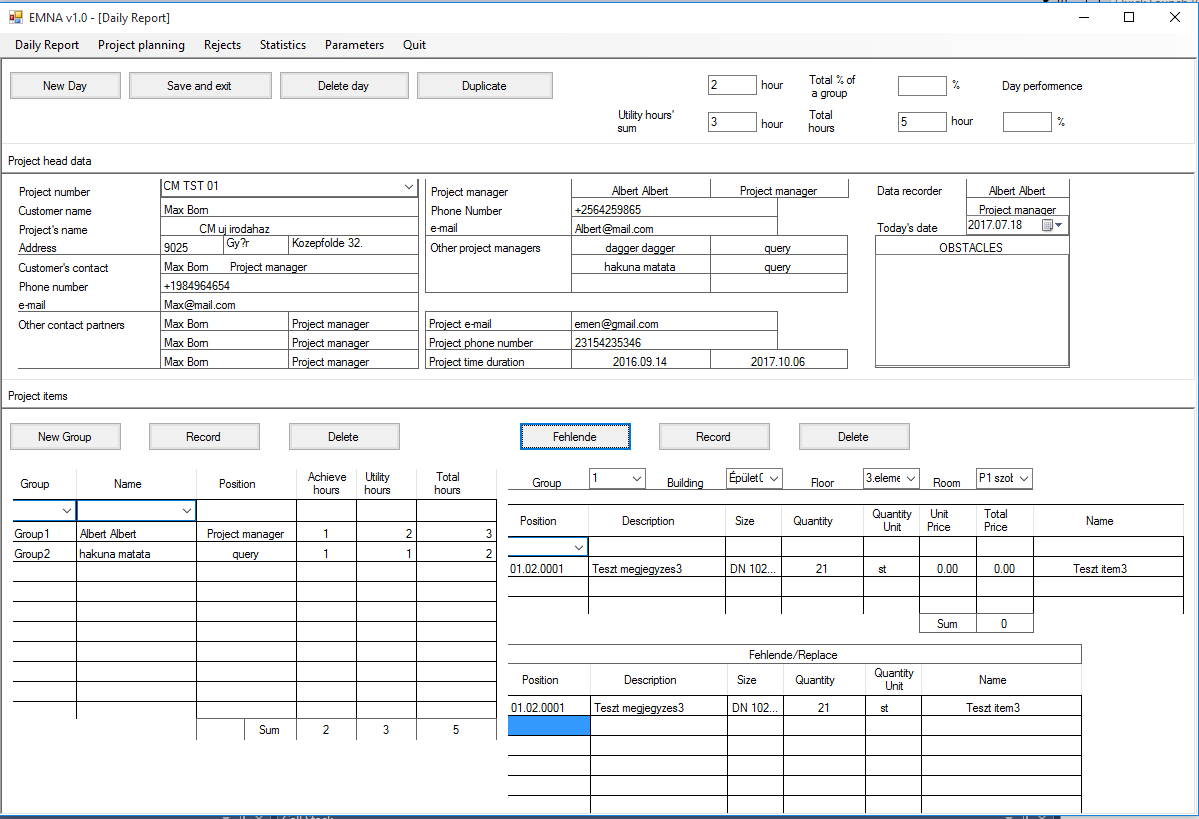 EMNA v1.0 - [Daily Report]
Daily Report Project planning Rejects Statistics Parameters Quit
New Day Save and exit Delete day Duplicate
2 hour Total % of a group % Day performence
Utility hours' sum 3 hour Total hours 5 hour %
Project head data
Project number CM TST 01
Customer name Max Born
Project's name CM uj irodahaz
Address 9025 Gy?r Kozepfolde 32.
Customer's contact Max Born Project manager
Phone number +1984964654
e-mail Max@mail.com
Other contact partners Max Born Project manager
Max Born Project manager
Max Born Project manager
Project manager Albert Albert Project manager
Phone Number +2564259865
e-mail Albert@mail.com
Other project managers dagger dagger query
hakuna matata query
Project e-mail emen@gmail.com
Project phone number 23154235346
Project time duration 2016.09.14 2017.10.06
Data recorder Albert Albert
Project manager
Today's date 2017.07.18
OBSTACLES
Project items
New Group Record Delete
Group Name Position Achieve hours Utility hours Total hours
Group1 Albert Albert Project manager 1 2 3
Group2 hakuna matata query 1 1 2
Sum 2 3 5
Fehlende Record Delete
Group 1 Building Floor 3.eleme Room P1 szob
Position Description Size Quantity Quantity Unit Unit Price Total Price Name
01.02.0001 Teszt megjegyzes3 DN 102... 21 st 0.00 0.00 Teszt item3
Sum 0
Fehlende/Replace
Position Description Size Quantity Quantity Unit Name
01.02.0001 Teszt megjegyzes3 DN 102... 21 st Teszt item3